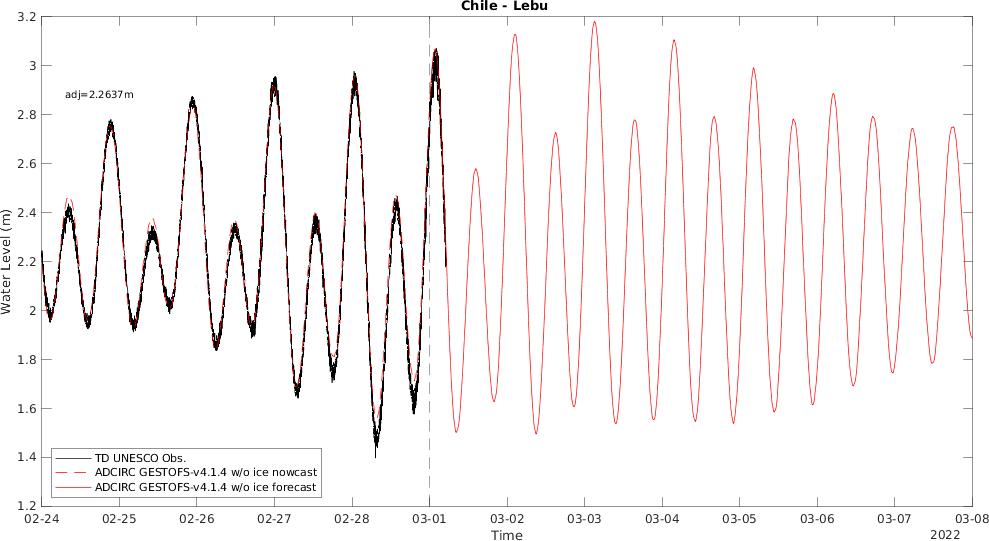 Chile - Lebu
3.2
3
2.8
2.6
2.4
2.2
2
1.8
1.6
1.4
1.2
Water Level (m)
adj=2.2637m
TD UNESCO Obs.
ADCIRC GESTOFS-v4.1.4 w/o ice nowcast
ADCIRC GESTOFS-v4.1.4 w/o ice forecast
02-24 02-25 02-26 02-27 02-28 03-01 03-02 03-03 03-04 03-05 03-06 03-07 03-08
Time
2022